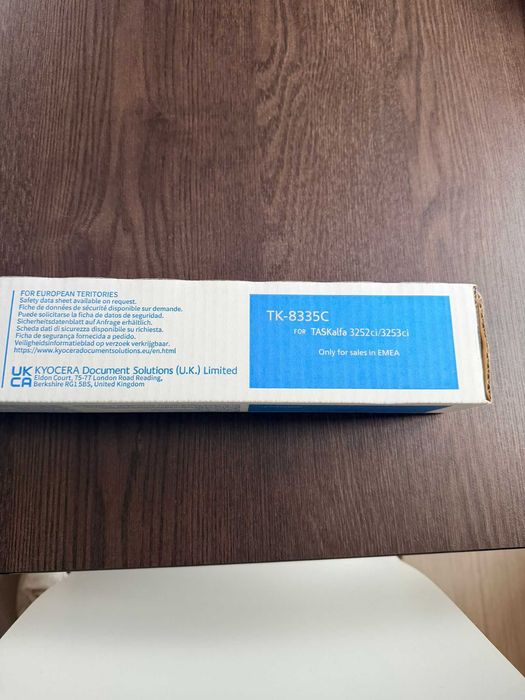 FOR EUROPEAN TERITORIES
Safety data sheet available on request.
Fiche de données de sécurité disponible sur demande.
Puede solicitarse la ficha de datos de seguridad.
Sicherheitsdatenblatt auf Anfrage erhältlich.
Scheda dati di sicurezza disponibile su richiesta.
Ficha de segurança fornecida a pedido.
Veiligheidsinformatieblad op verzoek verkrijgbaar.
https://www.kyoceradocumentsolutions.eu/en.html
UK
CA
KYOCERA Document Solutions (U.K.) Limited
Eldon Court, 75-77 London Road Reading,
Berkshire RG1 5BS, United Kingdom
TK-8335C
FOR TASKalfa 3252ci/3253ci
Only for sales in EMEA